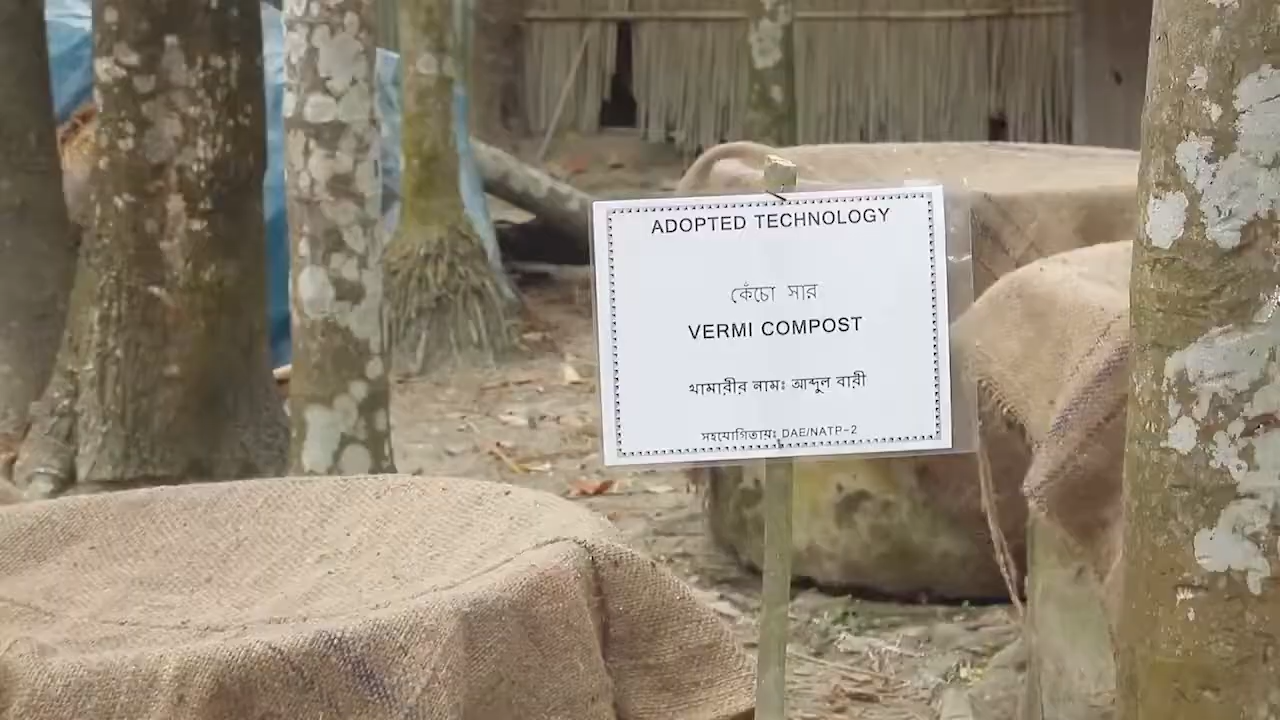 ADOPTED TECHNOLOGY
কেঁচো সার
VERMI COMPOST
খামারীর নাম: আব্দুল বারী
সহযোগিতায়: DAE/NATP-2